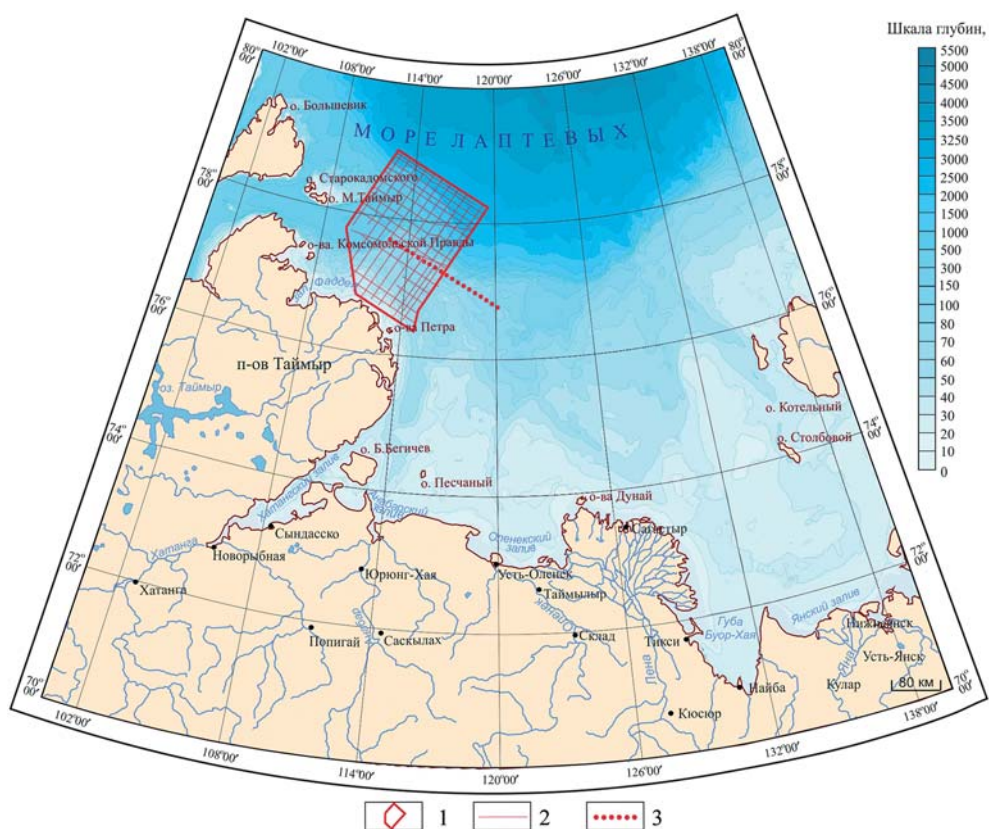 Шкала глубин,
102°00′
108°00′
114°00′
120°00′
126°00′
132°00′
138°00′
80°00′
80°00′
5500
5000
4500
4000
3500
3250
3000
2000
1500
500
300
150
100
80
70
60
50
40
30
20
10
0
о. Большевик
МОРЕ ЛАПТЕВЫХ
78°00′
78°00′
о. Старокадомского
о. М.Таймыр
о-ва. Комсомольской Правды
76°00′
76°00′
Фаддея
о-ва Петра
п-ов Таймыр
оз. Таймыр
о. Котельный
74°00′
74°00′
о. Столбовой
о. Б.Бегичев
о. Песчаный
о-ва Дунай
Хатангский залив
Анабарский залив
Сындасско
Оленекский залив
Сагастыр
Хатанга
Новорыбная
72°00′
72°00′
Хатанга
Юрюнг-Хая
Усть-Оленек
Таймылыр
Оленек
Янский залив
Губа Буор-Хая
Нижнеянск
Попигай
Саскылах
Склад
Тикси
Лена
Яна
Усть-Янск
Найба
Кулар
80 км
Кюсюр
70°00′
70°00′
102°00′
108°00′
114°00′
120°00′
126°00′
132°00′
138°00′
1
2
3